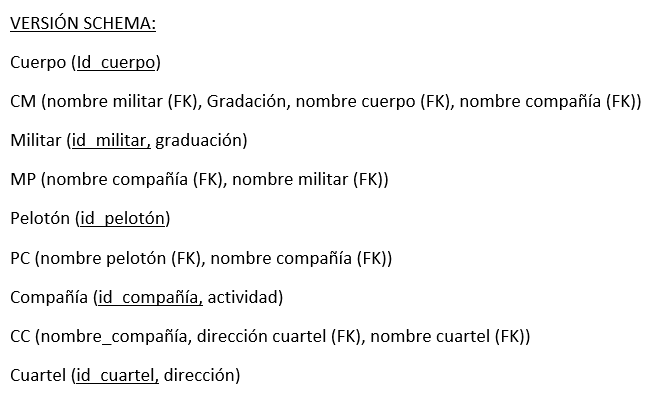 VERSIÓN SCHEMA:
Cuerpo (Id_cuerpo)
CM (nombre militar (FK), Gradación, nombre cuerpo (FK), nombre compañía (FK))
Militar (id_militar, graduación)
MP (nombre compañía (FK), nombre militar (FK))
Pelotón (id_pelotón)
PC (nombre pelotón (FK), nombre compañía (FK))
Compañía (id_compañía, actividad)
CC (nombre_compañía, dirección cuartel (FK), nombre cuartel (FK))
Cuartel (id_cuartel, dirección)